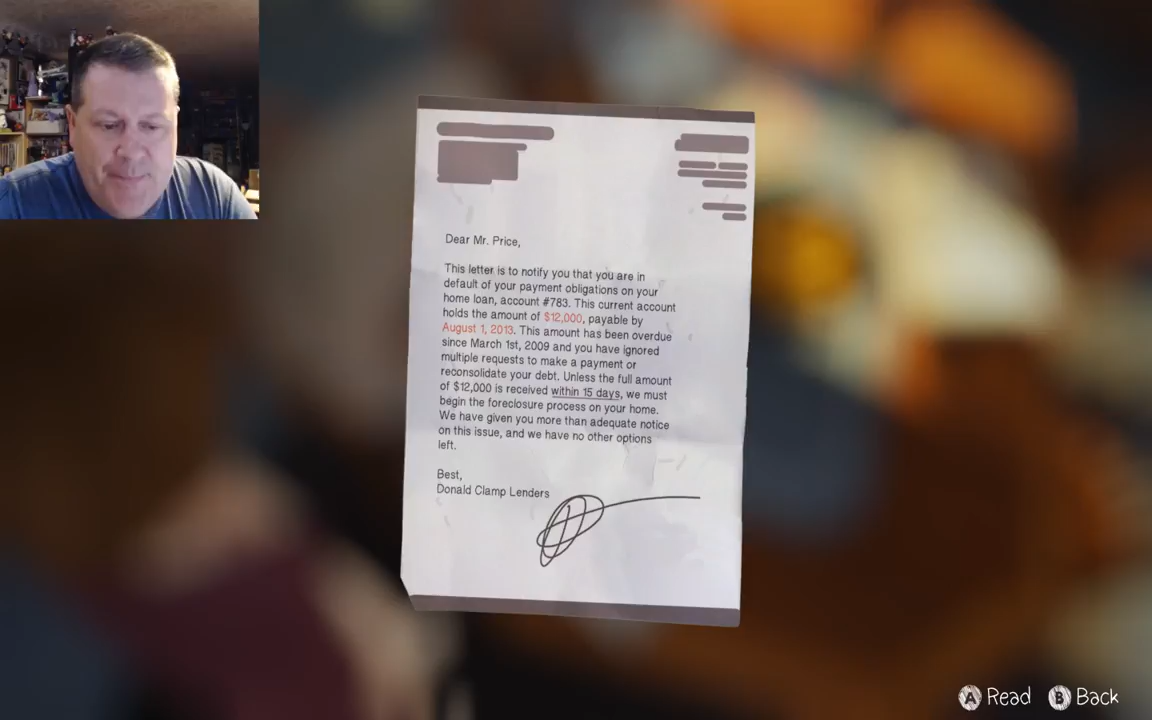 Dear Mr. Price,
This letter is to notify you that you are in
default of your payment obligations on your
home loan, account #783. This current account
holds the amount of $12,000, payable by
August 1, 2013. This amount has been overdue
since March 1st, 2009 and you have ignored
multiple requests to make a payment or
reconsolidate your debt. Unless the full amount
of $12,000 is received within 15 days, we must
begin the foreclosure process on your home.
We have given you more than adequate notice
on this issue, and we have no other options
left.
Best,
Donald Clamp Lenders
A Read B Back